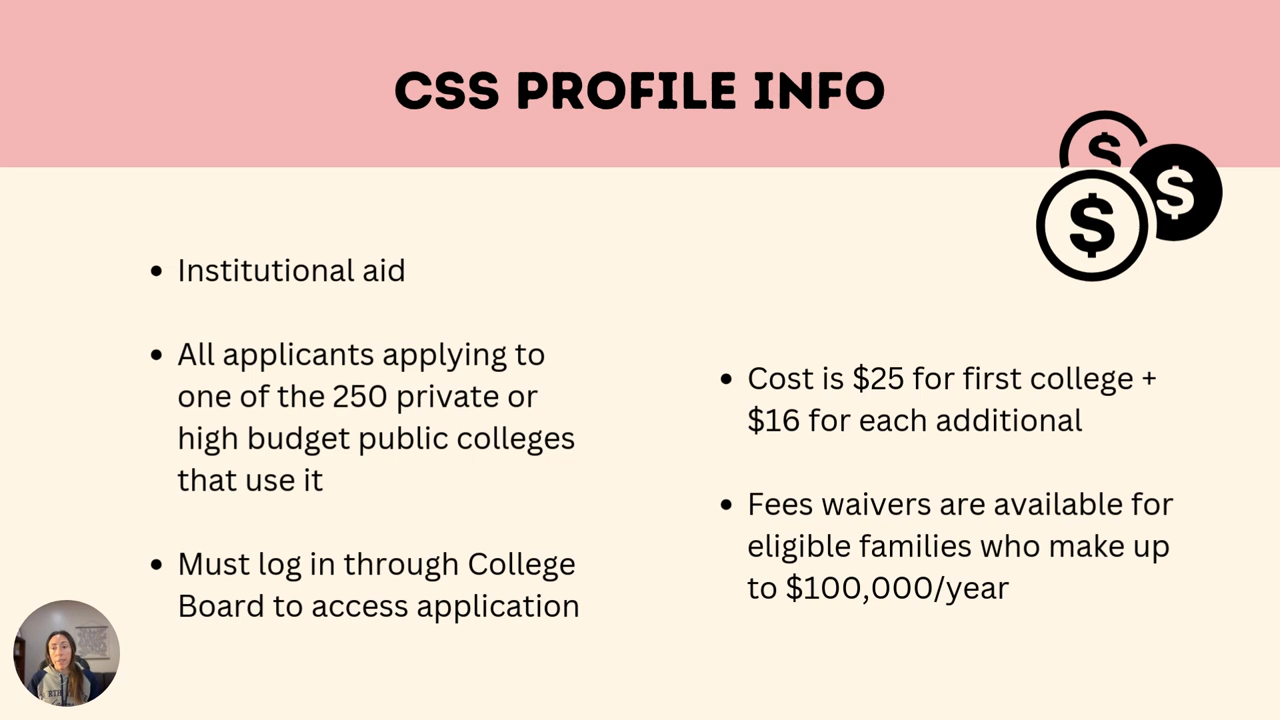 CSS PROFILE INFO
$
$
$
• Institutional aid
• All applicants applying to
one of the 250 private or
high budget public colleges
that use it
• Must log in through College
Board to access application
• Cost is $25 for first college +
$16 for each additional
• Fees waivers are available for
eligible families who make up
to $100,000/year